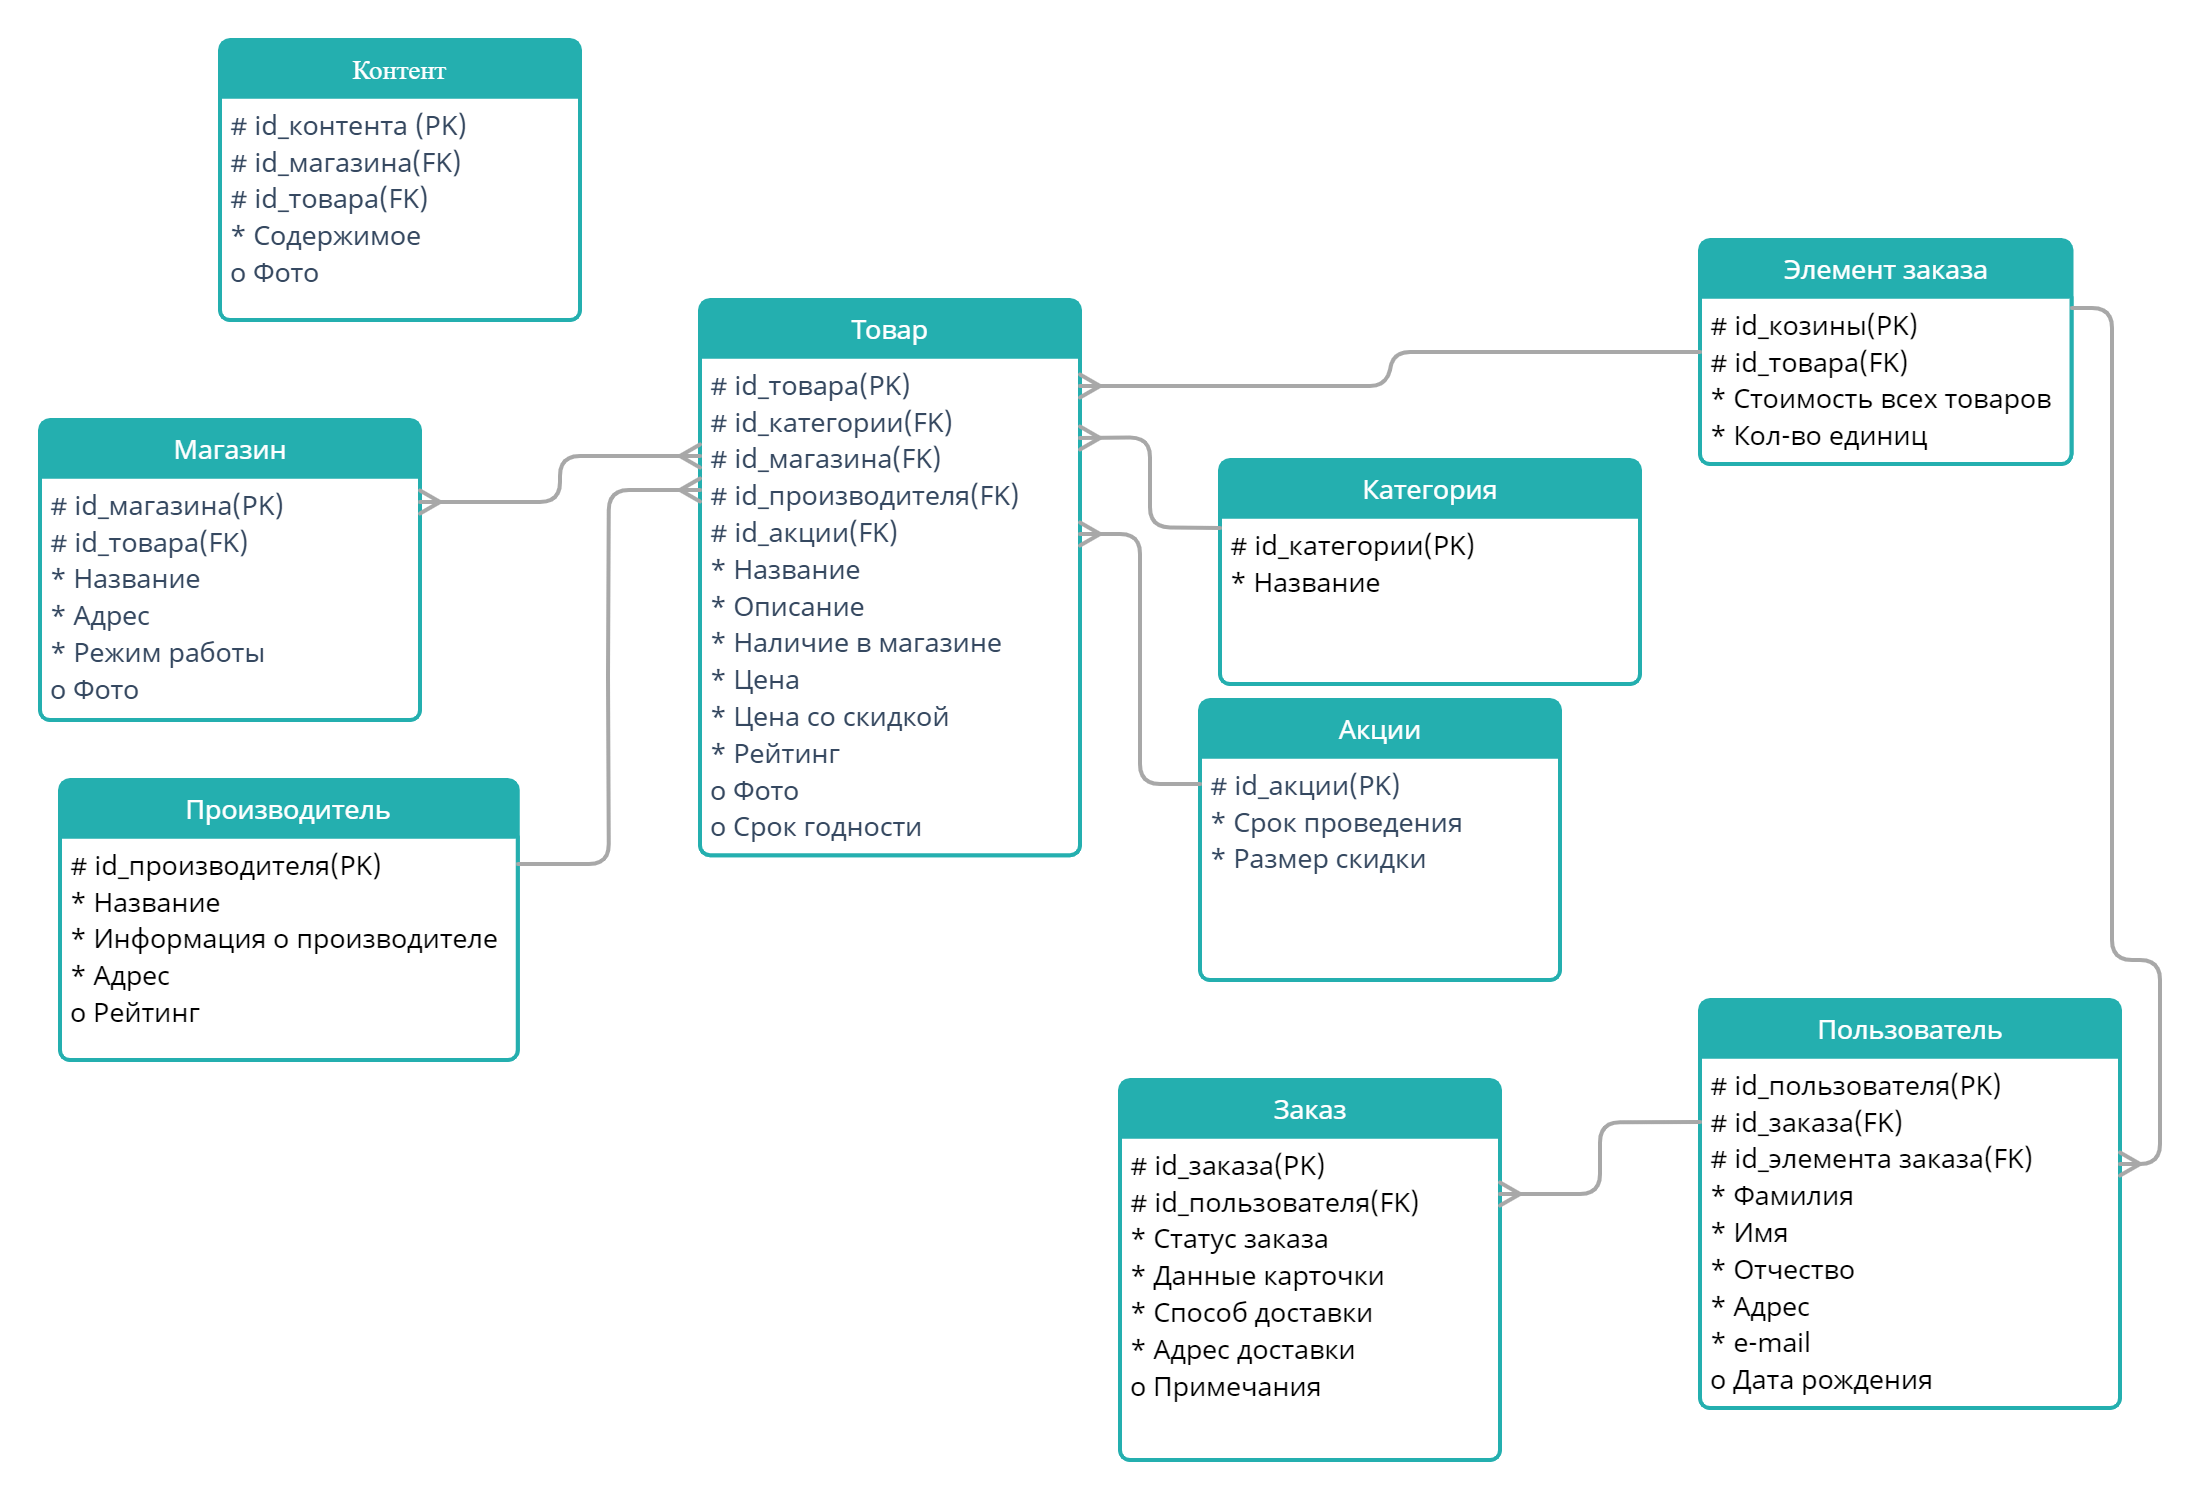 Контент
# id_контента (PK)
# id_магазина(FK)
# id_товара(FK)
* Содержимое
o Фото
Магазин
# id_магазина(PK)
# id_товара(FK)
* Название
* Адрес
* Режим работы
o Фото
Производитель
# id_производителя(PK)
* Название
* Информация о производителе
* Адрес
o Рейтинг
Товар
# id_товара(PK)
# id_категории(FK)
# id_магазина(FK)
# id_производителя(FK)
# id_акции(FK)
* Название
* Описание
* Наличие в магазине
* Цена
* Цена со скидкой
* Рейтинг
o Фото
o Срок годности
Элемент заказа
# id_козины(PK)
# id_товара(FK)
* Стоимость всех товаров
* Кол-во единиц
Категория
# id_категории(PK)
* Название
Акции
# id_акции(PK)
* Срок проведения
* Размер скидки
Заказ
# id_заказа(PK)
# id_пользователя(FK)
* Статус заказа
* Данные карточки
* Способ доставки
* Адрес доставки
o Примечания
Пользователь
# id_пользователя(PK)
# id_заказа(FK)
# id_элемента заказа(FK)
* Фамилия
* Имя
* Отчество
* Адрес
* e-mail
o Дата рождения